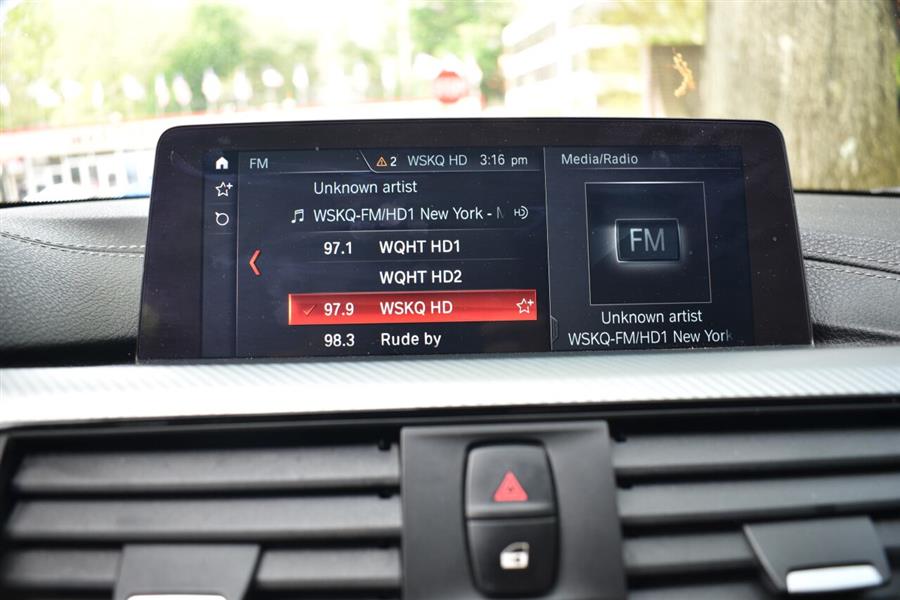 FM
2 WSKQ HD 3:16 pm
Unknown artist
WSKQ-FM/HD1 New York -
97.1 WQHT HD1
WQHT HD2
97.9 WSKQ HD
98.3 Rude by
Media/Radio
FM
Unknown artist
WSKQ-FM/HD1 New York